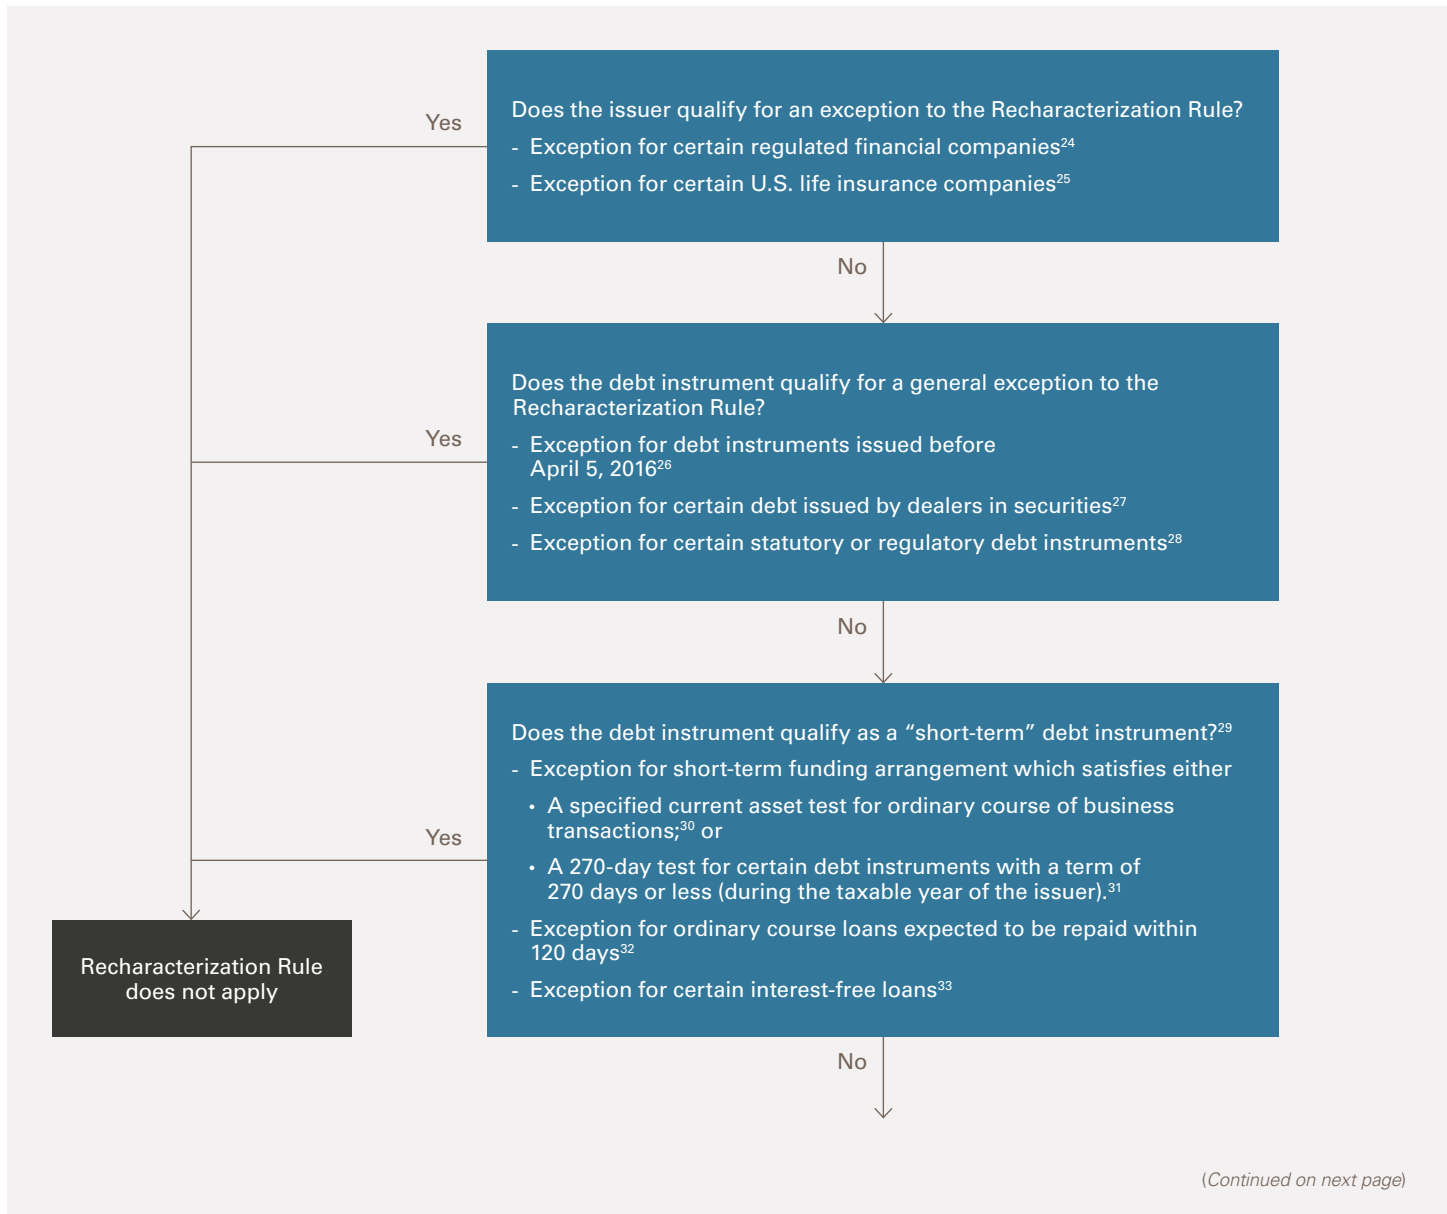 Does the issuer qualify for an exception to the Recharacterization Rule?
- Exception for certain regulated financial companies24
- Exception for certain U.S. life insurance companies25
Yes
No
Does the debt instrument qualify for a general exception to the
Recharacterization Rule?
- Exception for debt instruments issued before
April 5, 201626
- Exception for certain debt issued by dealers in securities27
- Exception for certain statutory or regulatory debt instruments28
Yes
No
Does the debt instrument qualify as a “short-term” debt instrument?29
- Exception for short-term funding arrangement which satisfies either
• A specified current asset test for ordinary course of business
transactions;30 or
• A 270-day test for certain debt instruments with a term of
270 days or less (during the taxable year of the issuer).31
- Exception for ordinary course loans expected to be repaid within
120 days32
- Exception for certain interest-free loans33
Yes
Recharacterization Rule
does not apply
No
(Continued on next page)